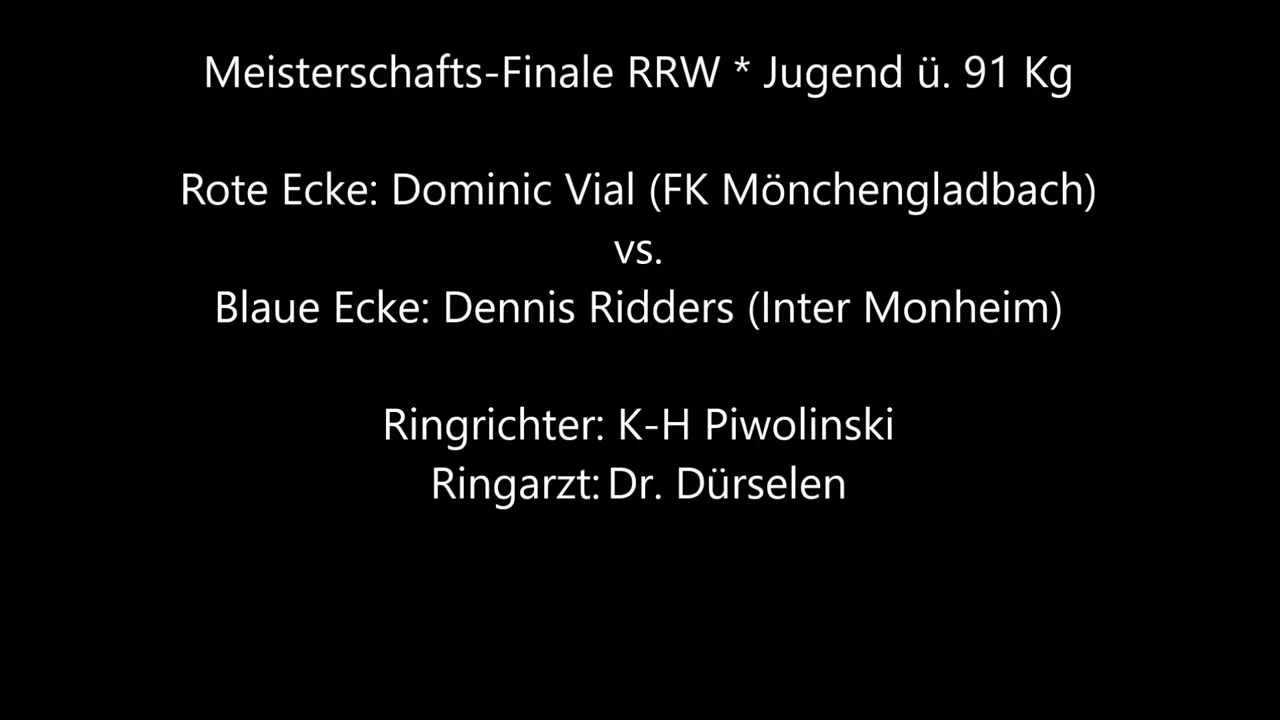 Meisterschafts-Finale RRW * Jugend ü. 91 Kg
Rote Ecke: Dominic Vial (FK Mönchengladbach)
vs.
Blaue Ecke: Dennis Ridders (Inter Monheim)
Ringrichter: K-H Piwolinski
Ringarzt: Dr. Dürselen